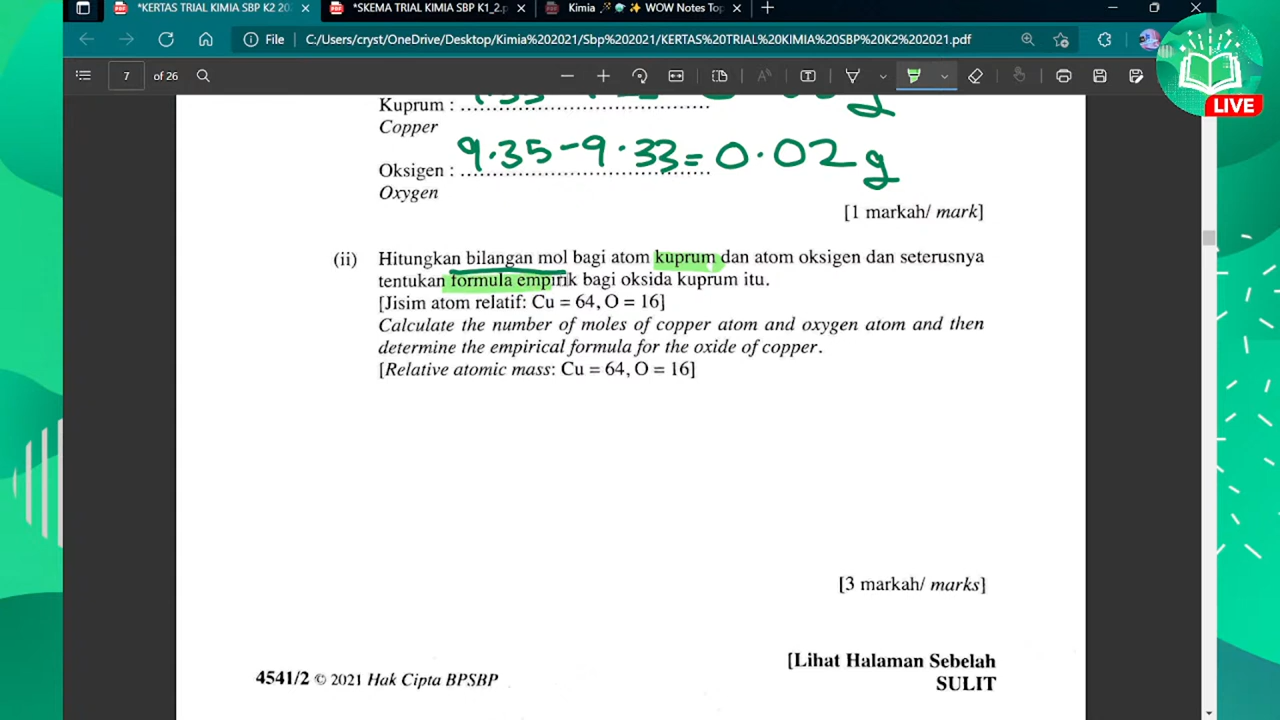 *KERTAS TRIAL KIMIA SBP K2 202
*SKEMA TRIAL KIMIA SBP K1_2.p
Kimia WOW Notes Top
File C:/Users/cryst/OneDrive/Desktop/Kimia%202021/Sbp%202021/KERTAS%20TRIAL%20KIMIA%20SBP%20K2%202021.pdf
7 of 26
LIVE
Kuprum :
Copper
Oksigen : 9.35-9.33=0.02g
Oxygen
[1 markah/ mark]
(ii) Hitungkan bilangan mol bagi atom kuprum dan atom oksigen dan seterusnya
tentukan formula empirik bagi oksida kuprum itu.
[Jisim atom relatif: Cu = 64, O = 16]
Calculate the number of moles of copper atom and oxygen atom and then
determine the empirical formula for the oxide of copper.
[Relative atomic mass: Cu = 64, O = 16]
[3 markah/ marks]
[Lihat Halaman Sebelah
4541/2 © 2021 Hak Cipta BPSBP
SULIT